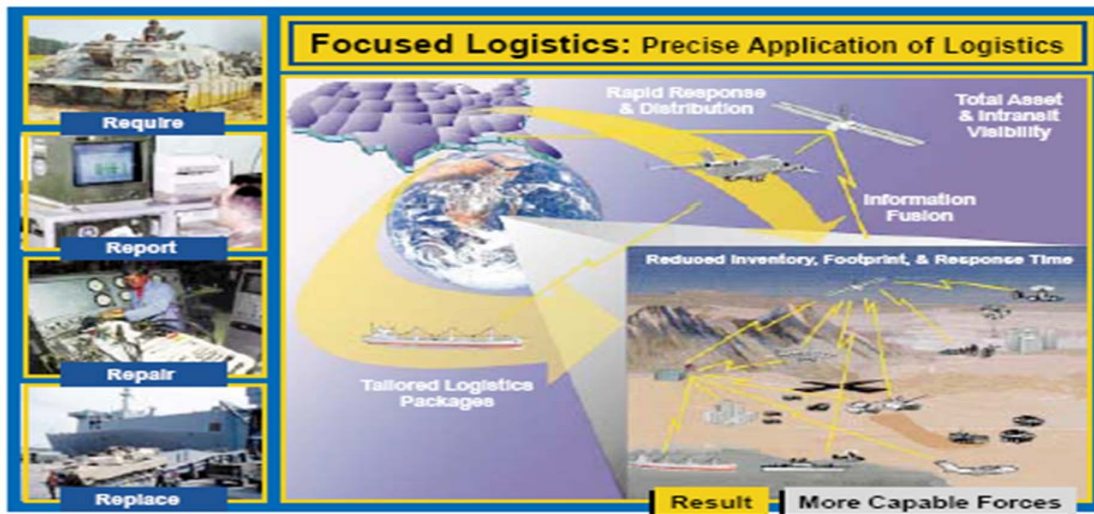 Focused Logistics: Precise Application of Logistics
Require
Report
Repair
Replace
Rapid Response
& Distribution
Total Asset
& Intransit
Visibility
Information
Fusion
Reduced Inventory, Footprint, & Response Time
Tailored Logistics
Packages
Result
More Capable Forces